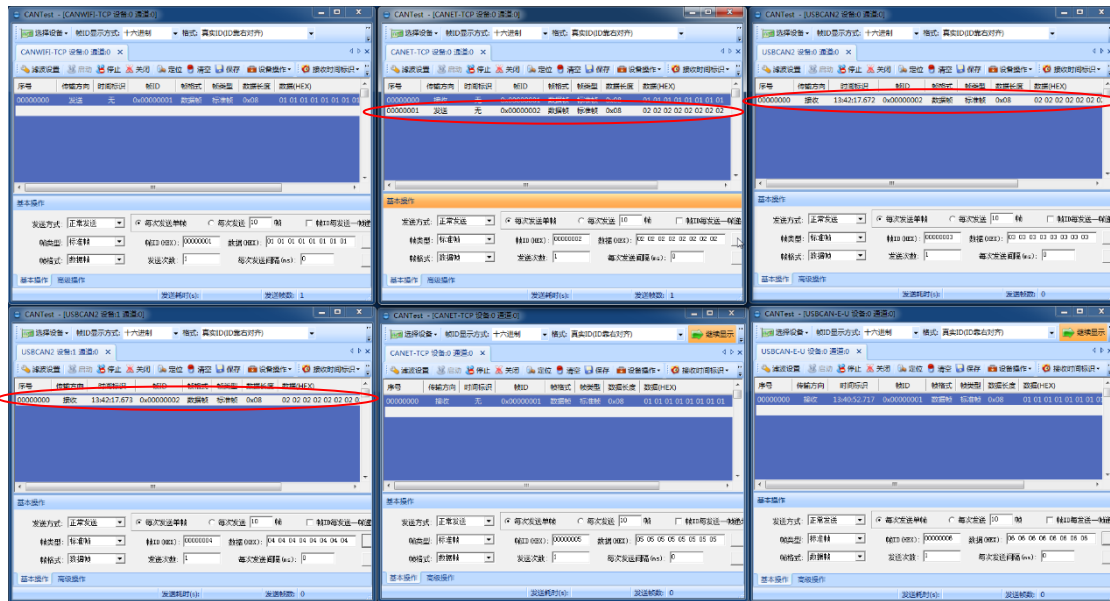 CANTest - [CANWIFI-TCP 设备:0 通道:0]
选择设备 帧ID显示方式: 十六进制 格式: 真实ID(ID靠右对齐)
CANWIFI-TCP 设备:0 通道:0 ×
滤波设置 启动 停止 关闭 定位 清空 保存 设备操作 接收时间标识
序号 传输方向 时间标识 帧ID 帧格式 帧类型 数据长度 数据(HEX)
00000000 发送 无 0x00000001 数据帧 标准帧 0x08 01 01 01 01 01 01 01 01
基本操作
发送方式: 正常发送 每次发送单帧 每次发送 10 帧 帧ID每发送一帧递
帧类型: 标准帧 帧ID(HEX): 00000001 数据(HEX): 01 01 01 01 01 01 01 01
帧格式: 数据帧 发送次数: 1 每次发送间隔(ms): 0
基本操作 高级操作
发送耗时(s): 发送帧数: 1
CANTest - [CANET-TCP 设备:0 通道:0]
选择设备 帧ID显示方式: 十六进制 格式: 真实ID(ID靠右对齐)
CANET-TCP 设备:0 通道:0 ×
滤波设置 启动 停止 关闭 定位 清空 保存 设备操作 接收时间标识
序号 传输方向 时间标识 帧ID 帧格式 帧类型 数据长度 数据(HEX)
00000000 接收 无 0x00000001 数据帧 标准帧 0x08 01 01 01 01 01 01 01 01
00000001 发送 无 0x00000002 数据帧 标准帧 0x08 02 02 02 02 02 02 02 02
基本操作
发送方式: 正常发送 每次发送单帧 每次发送 10 帧 帧ID每发送一帧递
帧类型: 标准帧 帧ID(HEX): 00000002 数据(HEX): 02 02 02 02 02 02 02 02
帧格式: 数据帧 发送次数: 1 每次发送间隔(ms): 0
基本操作 高级操作
发送耗时(s): 发送帧数: 1
CANTest - [USBCAN2 设备:0 通道:0]
选择设备 帧ID显示方式: 十六进制 格式: 真实ID(ID靠右对齐)
USBCAN2 设备:0 通道:0 ×
滤波设置 启动 停止 关闭 定位 清空 保存 设备操作 接收时间标识
序号 传输方向 时间标识 帧ID 帧格式 帧类型 数据长度 数据(HEX)
00000000 接收 13:42:17.672 0x00000002 数据帧 标准帧 0x08 02 02 02 02 02 02 02 0
基本操作
发送方式: 正常发送 每次发送单帧 每次发送 10 帧 帧ID每发送一帧递
帧类型: 标准帧 帧ID(HEX): 00000003 数据(HEX): 03 03 03 03 03 03 03 03
帧格式: 数据帧 发送次数: 1 每次发送间隔(ms): 0
基本操作 高级操作
发送耗时(s): 发送帧数: 0
CANTest - [USBCAN2 设备:1 通道:0]
选择设备 帧ID显示方式: 十六进制 格式: 真实ID(ID靠右对齐)
USBCAN2 设备:1 通道:0 ×
滤波设置 启动 停止 关闭 定位 清空 保存 设备操作 接收时间标识
序号 传输方向 时间标识 帧ID 帧格式 帧类型 数据长度 数据(HEX)
00000000 接收 13:42:17.673 0x00000002 数据帧 标准帧 0x08 02 02 02 02 02 02 02 0
基本操作
发送方式: 正常发送 每次发送单帧 每次发送 10 帧 帧ID每发送一帧递
帧类型: 标准帧 帧ID(HEX): 00000004 数据(HEX): 04 04 04 04 04 04 04 04
帧格式: 数据帧 发送次数: 1 每次发送间隔(ms): 0
基本操作 高级操作
发送耗时(s): 发送帧数: 0
CANTest - [CANET-TCP 设备:0 通道:0]
选择设备 帧ID显示方式: 十六进制 格式: 真实ID(ID靠右对齐) 继续显示
CANET-TCP 设备:0 通道:0 ×
滤波设置 启动 停止 关闭 定位 清空 保存 设备操作 接收时间标识
序号 传输方向 时间标识 帧ID 帧格式 帧类型 数据长度 数据(HEX)
00000000 接收 无 0x00000001 数据帧 标准帧 0x08 01 01 01 01 01 01 01 01
基本操作
发送方式: 正常发送 每次发送单帧 每次发送 10 帧 帧ID每发送一帧递
帧类型: 标准帧 帧ID(HEX): 00000005 数据(HEX): 05 05 05 05 05 05 05 05
帧格式: 数据帧 发送次数: 1 每次发送间隔(ms): 0
基本操作 高级操作
发送耗时(s): 发送帧数: 0
CANTest - [USBCAN-E-U 设备:0 通道:0]
选择设备 帧ID显示方式: 十六进制 格式: 真实ID(ID靠右对齐) 继续显示
USBCAN-E-U 设备:0 通道:0 ×
滤波设置 启动 停止 关闭 定位 清空 保存 设备操作 接收时间标识
序号 传输方向 时间标识 帧ID 帧格式 帧类型 数据长度 数据(HEX)
00000000 接收 13:40:52.717 0x00000001 数据帧 标准帧 0x08 01 01 01 01 01 01 01 01
基本操作
发送方式: 正常发送 每次发送单帧 每次发送 10 帧 帧ID每发送一帧递
帧类型: 标准帧 帧ID(HEX): 00000006 数据(HEX): 06 06 06 06 06 06 06 06
帧格式: 数据帧 发送次数: 1 每次发送间隔(ms): 0
基本操作 高级操作
发送耗时(s): 发送帧数: 0